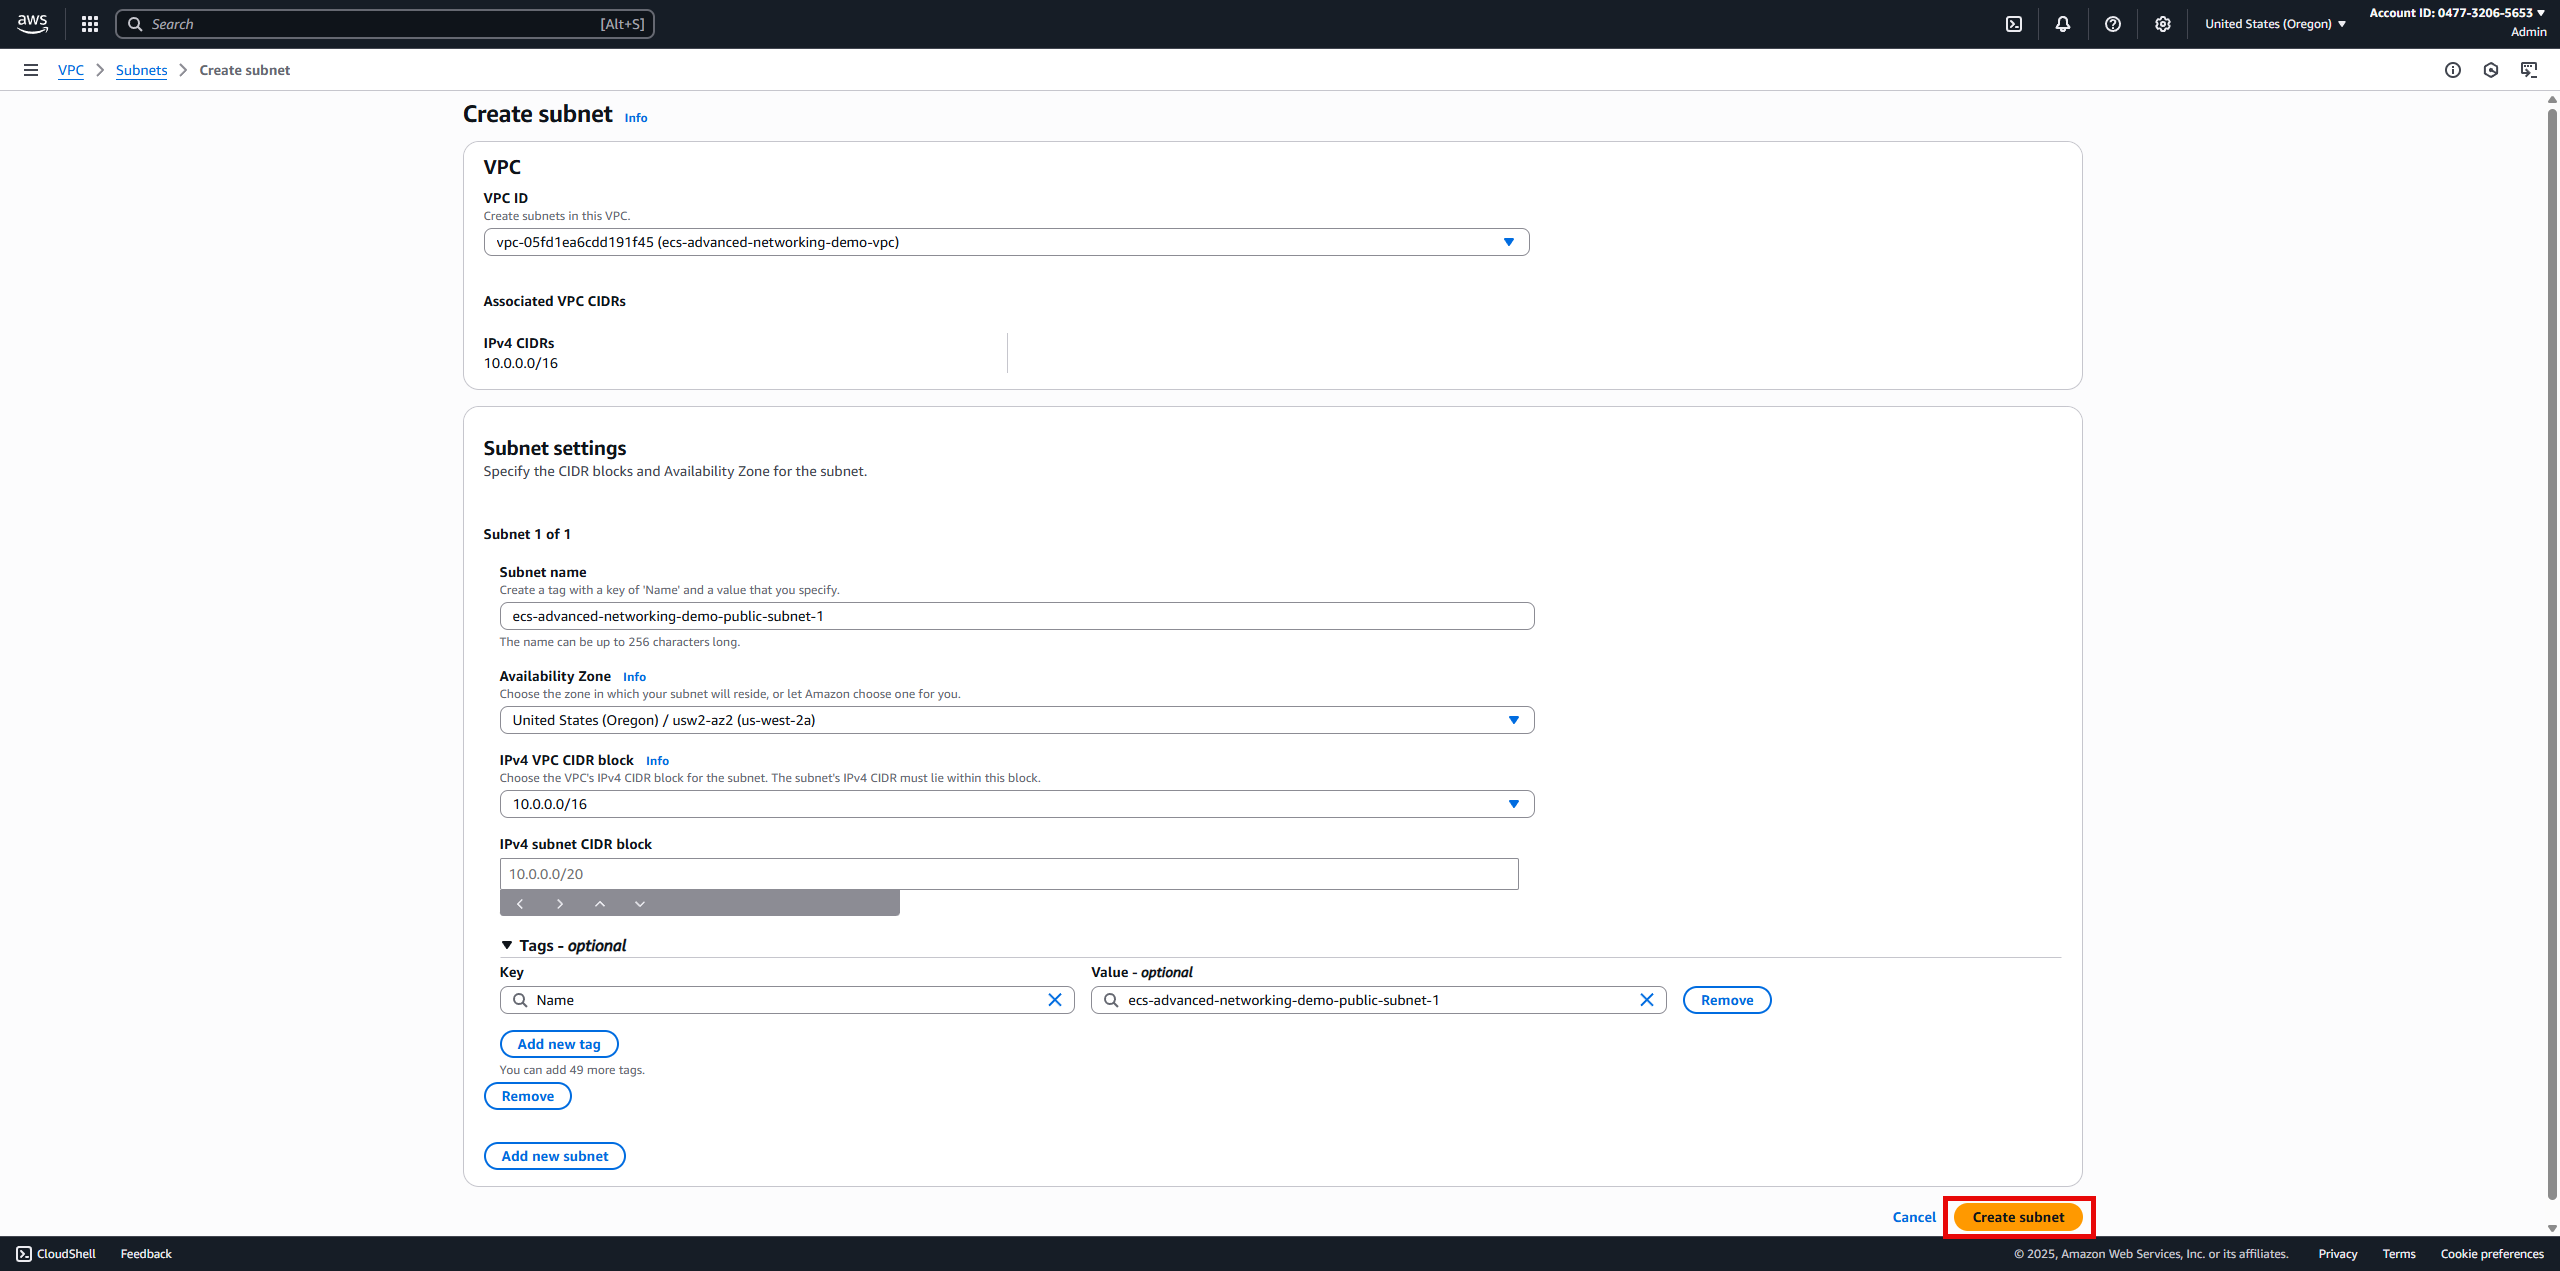 aws
Search [Alt+S]
United States (Oregon)
Account ID: 0477-3206-5653
Admin
VPC Subnets Create subnet
Create subnet Info
VPC
VPC ID
Create subnets in this VPC.
vpc-05fd1ea6cdd191f45 (ecs-advanced-networking-demo-vpc)
Associated VPC CIDRs
IPv4 CIDRs
10.0.0.0/16
Subnet settings
Specify the CIDR blocks and Availability Zone for the subnet.
Subnet 1 of 1
Subnet name
Create a tag with a key of 'Name' and a value that you specify.
ecs-advanced-networking-demo-public-subnet-1
The name can be up to 256 characters long.
Availability Zone Info
Choose the zone in which your subnet will reside, or let Amazon choose one for you.
United States (Oregon) / usw2-az2 (us-west-2a)
IPv4 VPC CIDR block Info
Choose the VPC's IPv4 CIDR block for the subnet. The subnet's IPv4 CIDR must lie within this block.
10.0.0.0/16
IPv4 subnet CIDR block
10.0.0.0/20
Tags - optional
Key Value - optional
Name ecs-advanced-networking-demo-public-subnet-1 Remove
Add new tag
You can add 49 more tags.
Remove
Add new subnet
Cancel Create subnet
CloudShell Feedback © 2025, Amazon Web Services, Inc. or its affiliates. Privacy Terms Cookie preferences